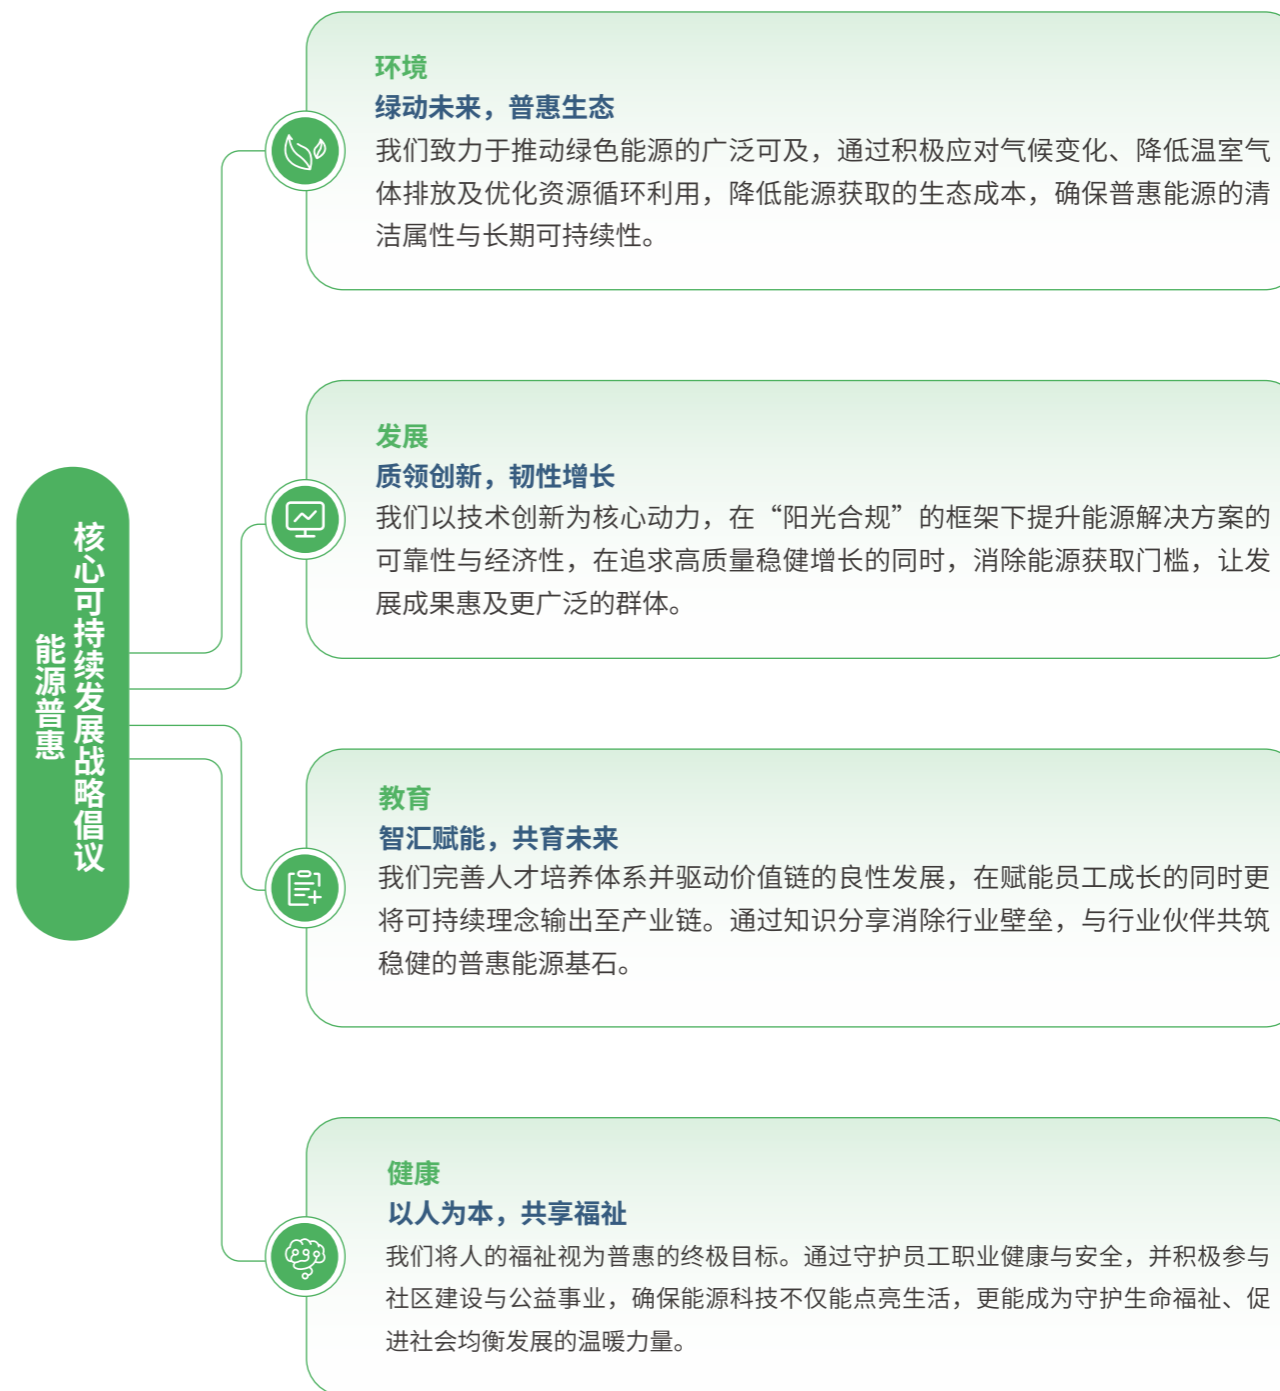 核心可持续发展战略倡议
能源普惠
环境
绿动未来，普惠生态
我们致力于推动绿色能源的广泛可及，通过积极应对气候变化、降低温室气
体排放及优化资源循环利用，降低能源获取的生态成本，确保普惠能源的清
洁属性与长期可持续性。
发展
质领创新，韧性增长
我们以技术创新为核心动力，在“阳光合规”的框架下提升能源解决方案的
可靠性与经济性，在追求高质量稳健增长的同时，消除能源获取门槛，让发
展成果惠及更广泛的群体。
教育
智汇赋能，共育未来
我们完善人才培养体系并驱动价值链的良性发展，在赋能员工成长的同时更
将可持续理念输出至产业链。通过知识分享消除行业壁垒，与行业伙伴共筑
稳健的普惠能源基石。
健康
以人为本，共享福祉
我们将人的福祉视为普惠的终极目标。通过守护员工职业健康与安全，并积极参与
社区建设与公益事业，确保能源科技不仅能点亮生活，更能成为守护生命福祉、促
进社会均衡发展的温暖力量。